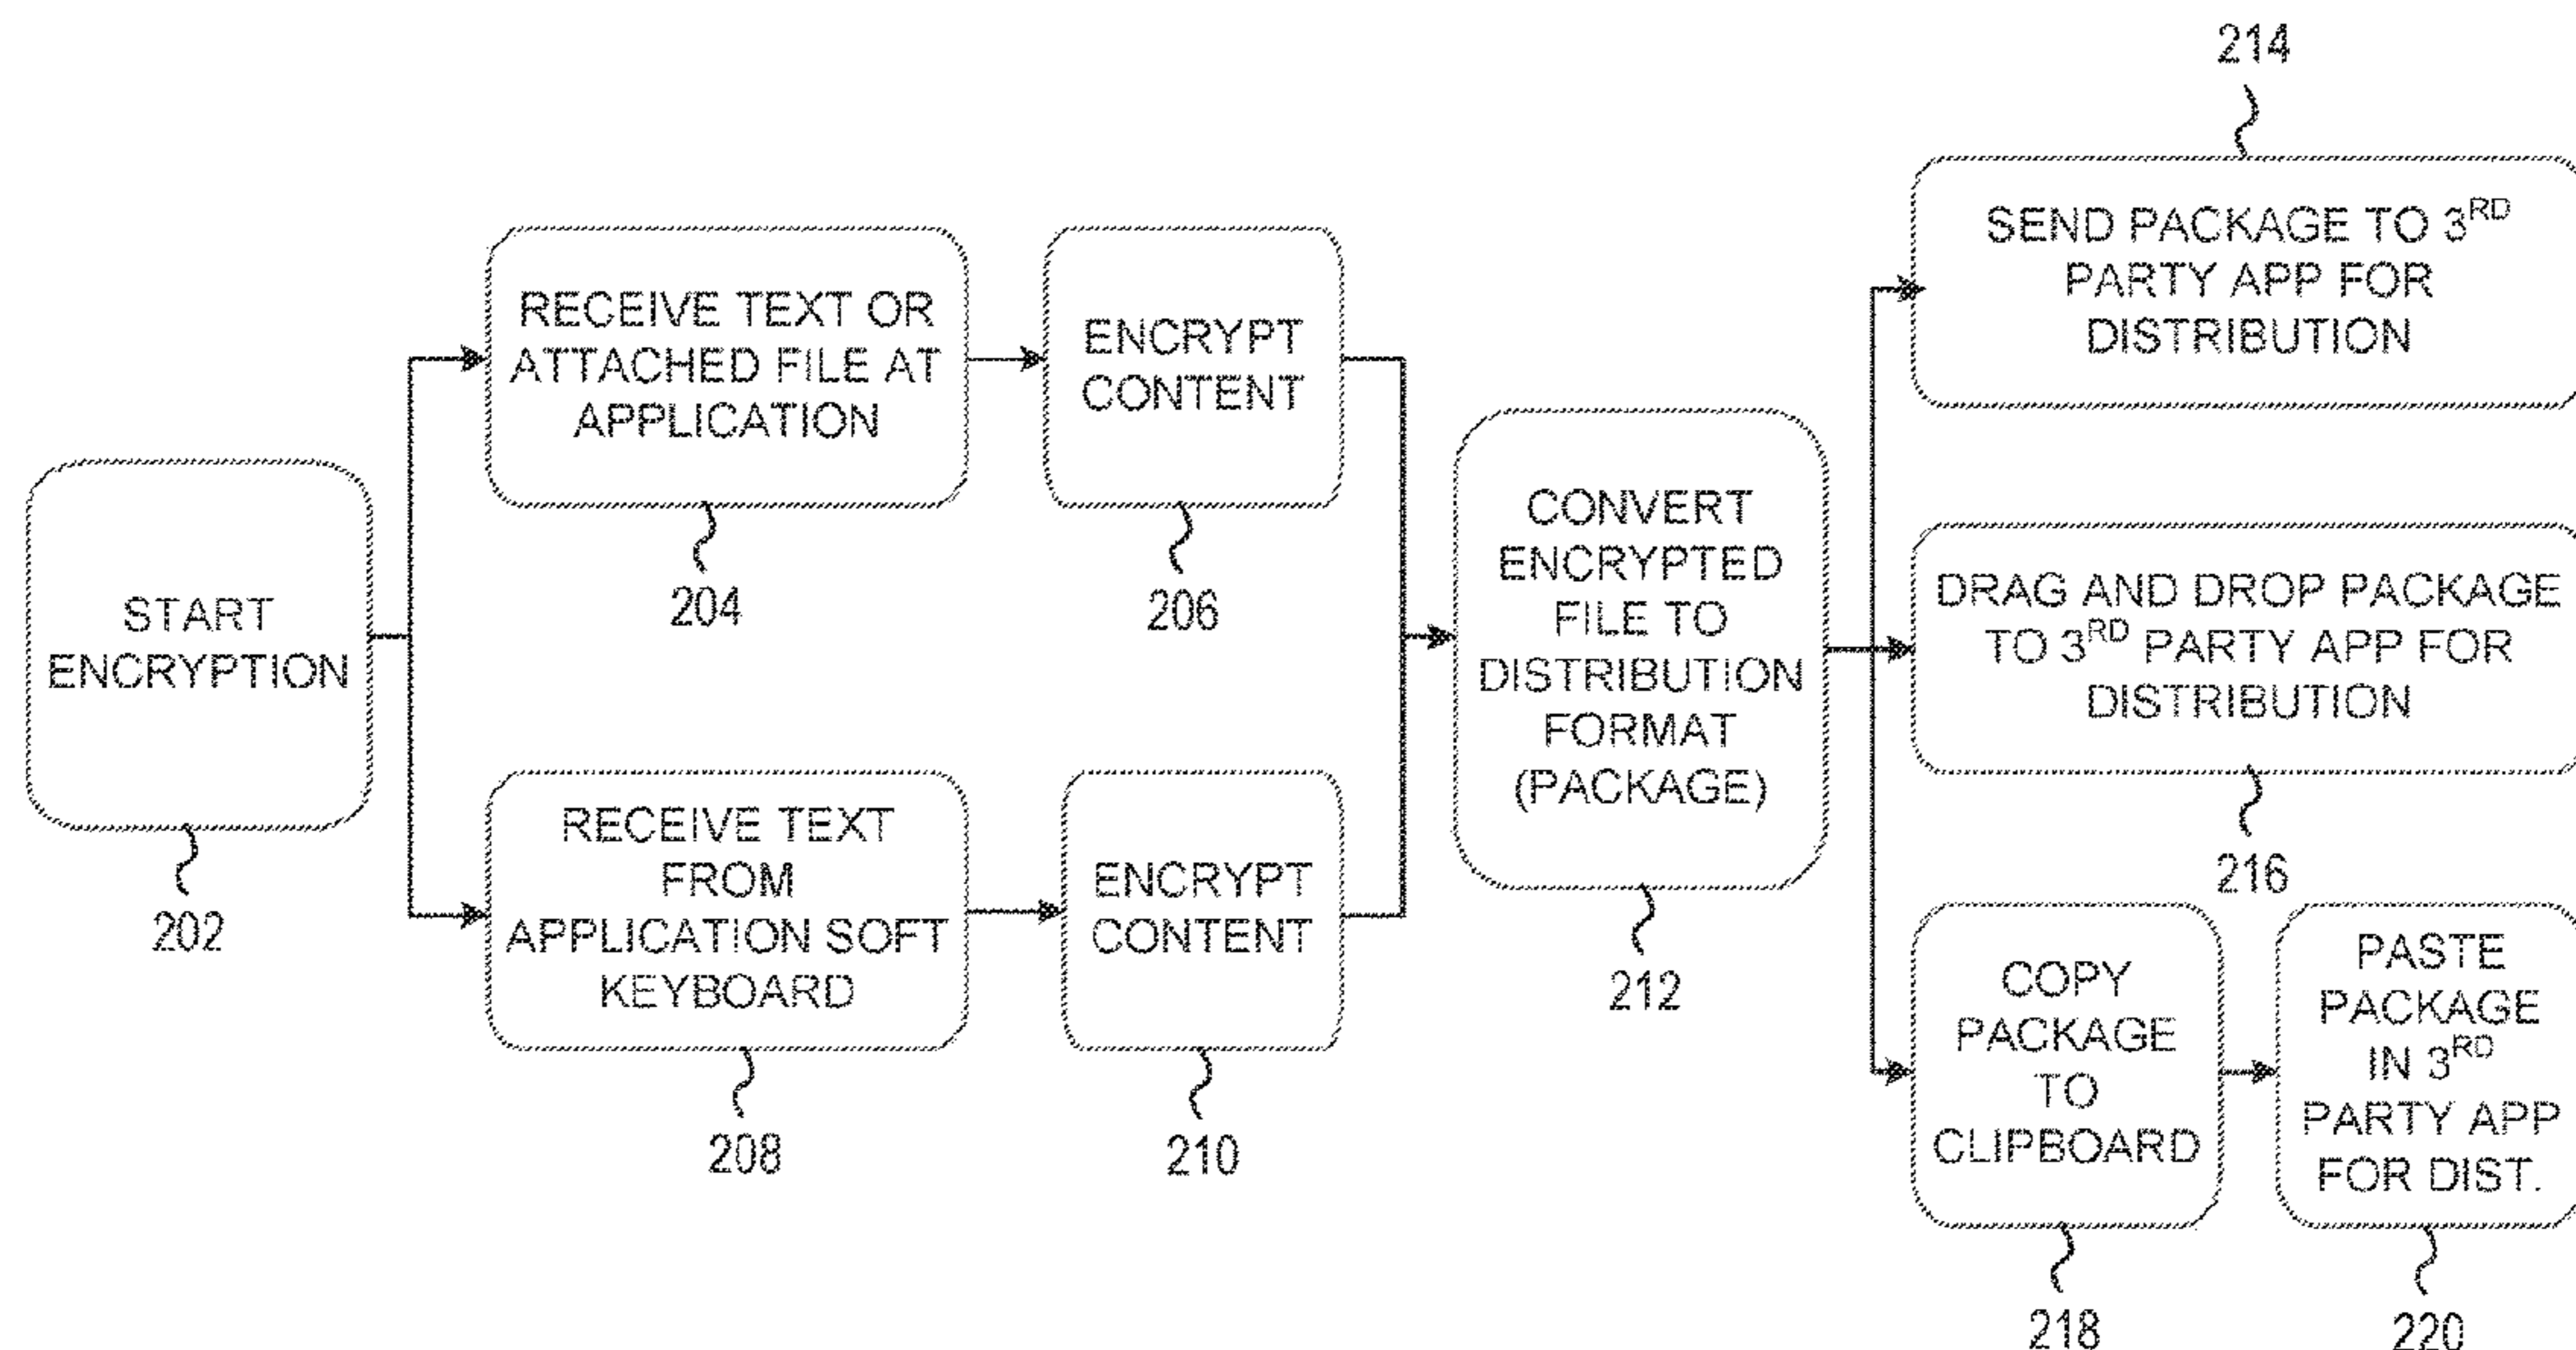 START
ENCRYPTION
202
RECEIVE TEXT OR
ATTACHED FILE AT
APPLICATION
204
ENCRYPT
CONTENT
206
RECEIVE TEXT
FROM
APPLICATION SOFT
KEYBOARD
208
ENCRYPT
CONTENT
210
CONVERT
ENCRYPTED
FILE TO
DISTRIBUTION
FORMAT
(PACKAGE)
212
214
SEND PACKAGE TO 3RD
PARTY APP FOR
DISTRIBUTION
DRAG AND DROP PACKAGE
TO 3RD PARTY APP FOR
DISTRIBUTION
216
COPY
PACKAGE
TO
CLIPBOARD
218
PASTE
PACKAGE
IN 3RD
PARTY APP
FOR DIST.
220